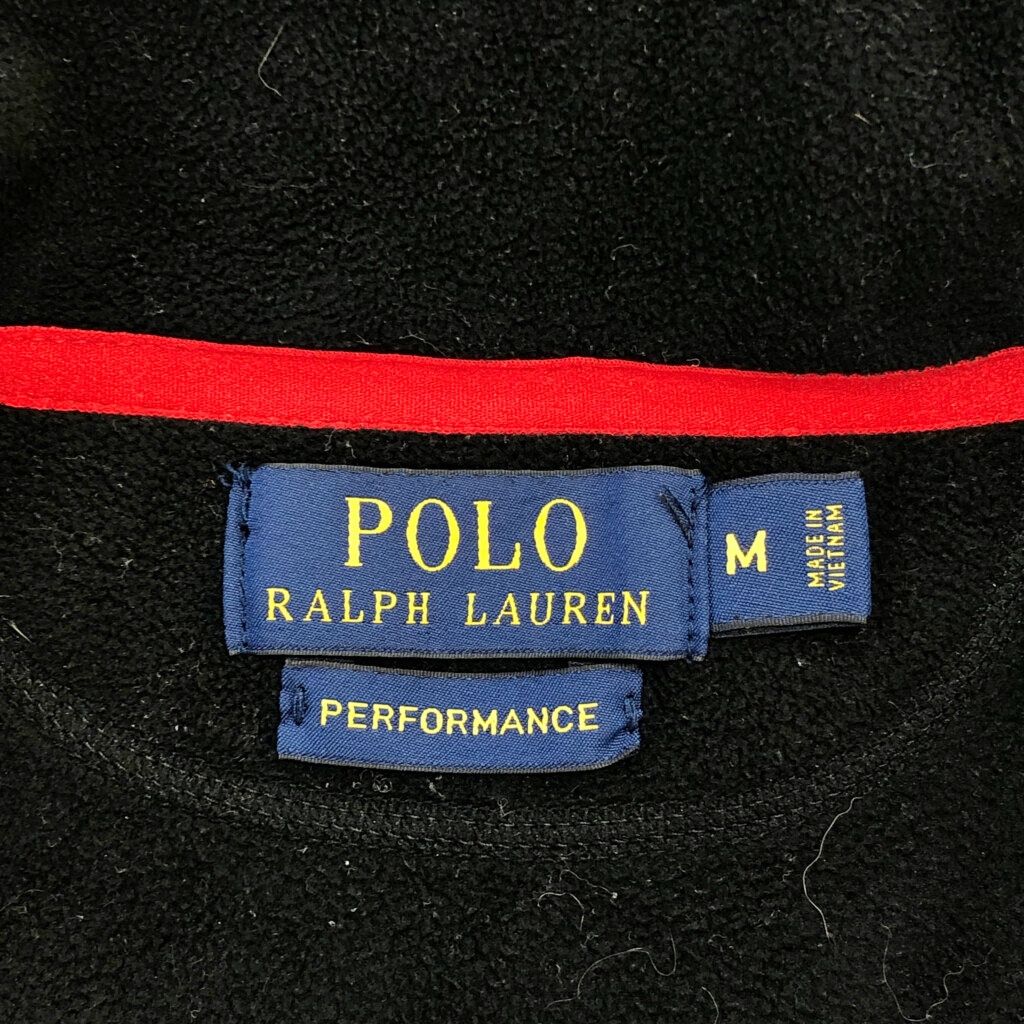 POLO
RALPH LAUREN
M
MADE IN
VIETNAM
PERFORMANCE